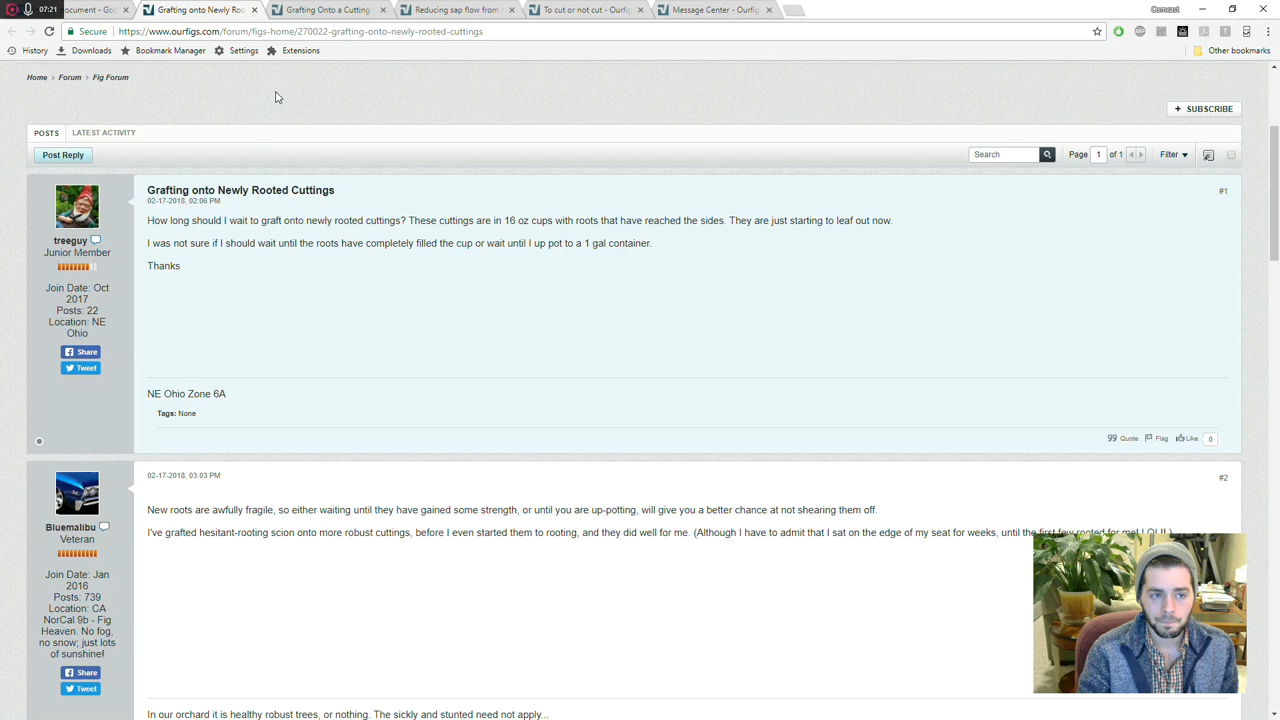 07:21
ocument - Goo
Grafting onto Newly Roo
Grafting Onto a Cutting
Reducing sap flow from
To cut or not cut - Ourfig
Message Center - Ourfig
Comcast
Secure
https://www.ourfigs.com/forum/figs-home/270022-grafting-onto-newly-rooted-cuttings
History
Downloads
Bookmark Manager
Settings
Extensions
Other bookmarks
Home > Forum > Fig Forum
+ SUBSCRIBE
POSTS LATEST ACTIVITY
Post Reply
Search
Page 1 of 1
Filter
Grafting onto Newly Rooted Cuttings
#1
02-17-2018, 02:06 PM
How long should I wait to graft onto newly rooted cuttings? These cuttings are in 16 oz cups with roots that have reached the sides. They are just starting to leaf out now.
I was not sure if I should wait until the roots have completely filled the cup or wait until I up pot to a 1 gal container.
Thanks
treeguy
Junior Member
Join Date: Oct
2017
Posts: 22
Location: NE
Ohio
Share
Tweet
NE Ohio Zone 6A
Tags: None
Quote Flag Like 0
02-17-2018, 03:03 PM
#2
New roots are awfully fragile, so either waiting until they have gained some strength, or until you are up-potting, will give you a better chance at not shearing them off.
I've grafted hesitant-rooting scion onto more robust cuttings, before I even started them to rooting, and they did well for me. (Although I have to admit that I sat on the edge of my seat for weeks, until the first few rooted for me!
Bluemalibu
Veteran
Join Date: Jan
2016
Posts: 739
Location: CA
NorCal 9b - Fig
Heaven. No fog,
no snow; just lots
of sunshine!
Share
Tweet
In our orchard it is healthy robust trees, or nothing. The sickly and stunted need not apply...